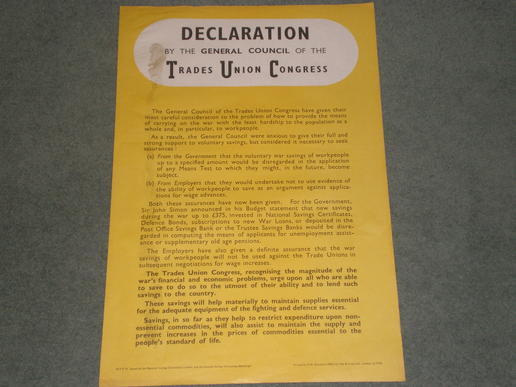 DECLARATION
BY THE GENERAL COUNCIL OF THE
TRADES UNION CONGRESS
The General Council of the Trades Union Congress have given their
most careful consideration to the problem of how to provide the means
of carrying on the war with the least hardship to the population as a
whole and, in particular, to workpeople.
As a result, the General Council were anxious to give their full and
strong support to voluntary savings, but considered it necessary to seek
assurances :
(a) From the Government that the voluntary war savings of workpeople
up to a specified amount would be disregarded in the application
of any Means Test to which they might, in the future, become
subject.
(b) From Employers that they would undertake not to use evidence of
the ability of workpeople to save as an argument against applica-
tions for wage advances.
Both these assurances have now been given. For the Government,
Sir John Simon announced in his Budget statement that new savings
during the war up to £375, invested in National Savings Certificates,
Defence Bonds, subscriptions to new War Loans, or deposited in the
Post Office Savings Bank or the Trustee Savings Banks would be disre-
garded in computing the means of applicants for unemployment assist-
ance or supplementary old age pensions.
The Employers have also given a definite assurance that the war
savings of workpeople will not be used against the Trade Unions in
subsequent negotiations for wage increases.
The Trades Union Congress, recognising the magnitude of the
war's financial and economic problems, urge upon all who are able
to save to do so to the utmost of their ability and to lend such
savings to the country.
These savings will help materially to maintain supplies essential
for the adequate equipment of the fighting and defence services.
Savings, in so far as they help to restrict expenditure upon non-
essential commodities, will also assist to maintain the supply and
prevent increases in the prices of commodities essential to the
people's standard of life.